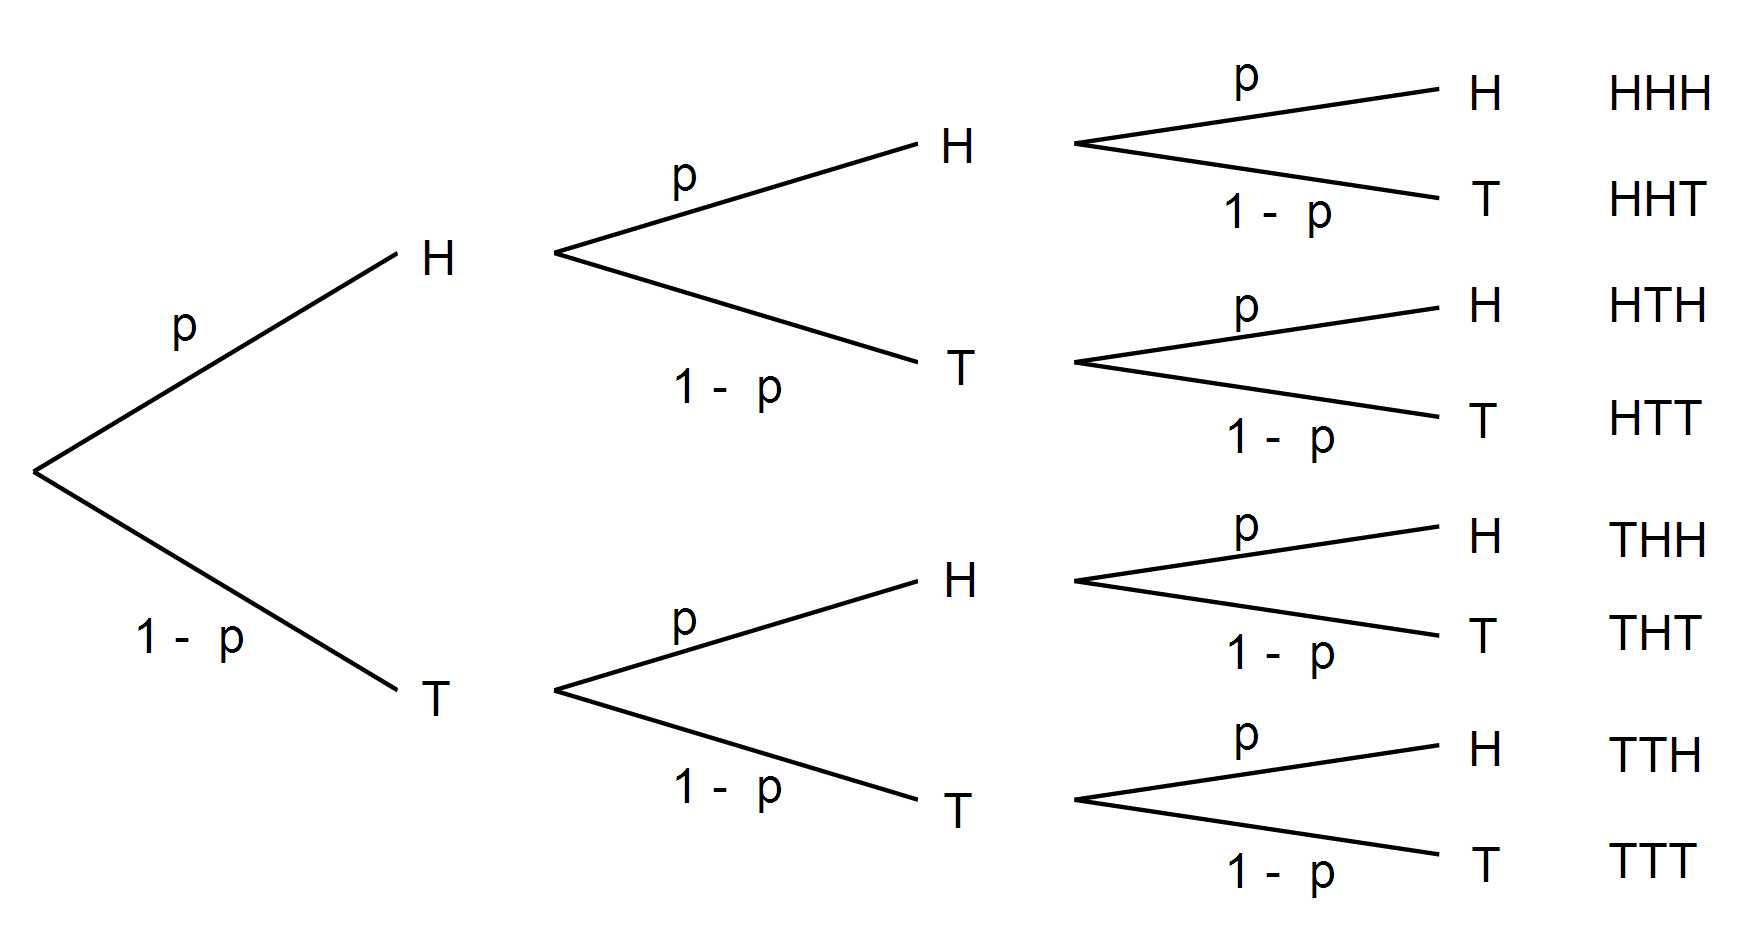 p
H HHH
H
p
1 - p
T HHT
p
H
p
H HTH
1 - p
T
1 - p
T HTT
p
H THH
H
p
1 - p
T THT
1 - p
T
p
H TTH
1 - p
T
1 - p
T TTT